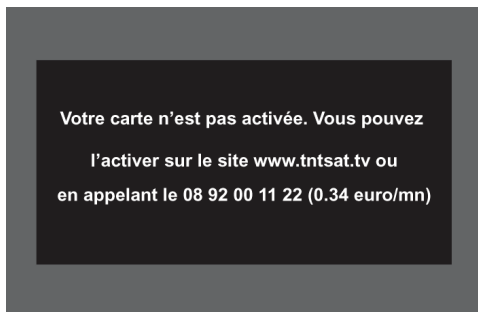 Votre carte n’est pas activée. Vous pouvez
l’activer sur le site www.tntsat.tv ou
en appelant le 08 92 00 11 22 (0.34 euro/mn)